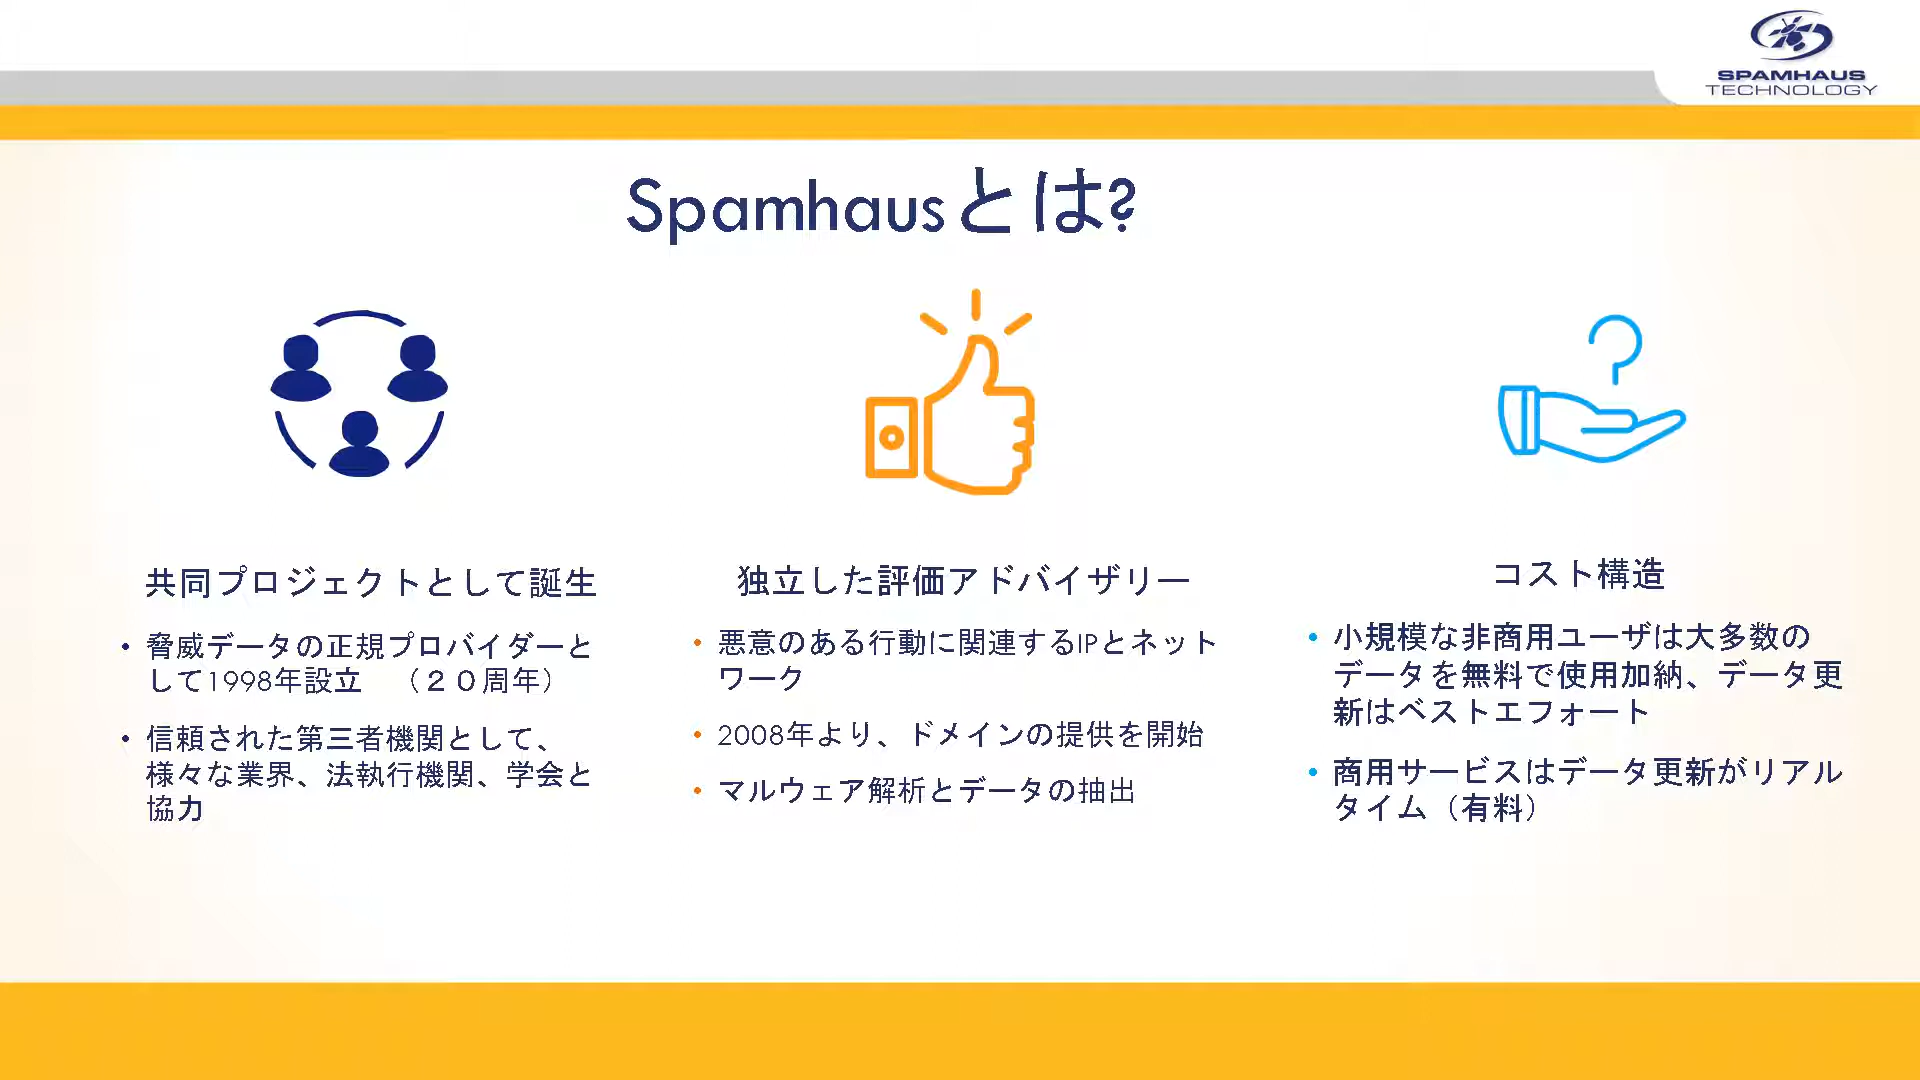 SPAMHAUS
TECHNOLOGY
Spamhausとは?
共同プロジェクトとして誕生
• 脅威データの正規プロバイダーと
して1998年設立　（２０周年）
• 信頼された第三者機関として、
様々な業界、法執行機関、学会と
協力
独立した評価アドバイザリー
• 悪意のある行動に関連するIPとネット
ワーク
• 2008年より、ドメインの提供を開始
• マルウェア解析とデータの抽出
コスト構造
• 小規模な非商用ユーザは大多数の
データを無料で使用加納、データ更
新はベストエフォート
• 商用サービスはデータ更新がリアル
タイム（有料）